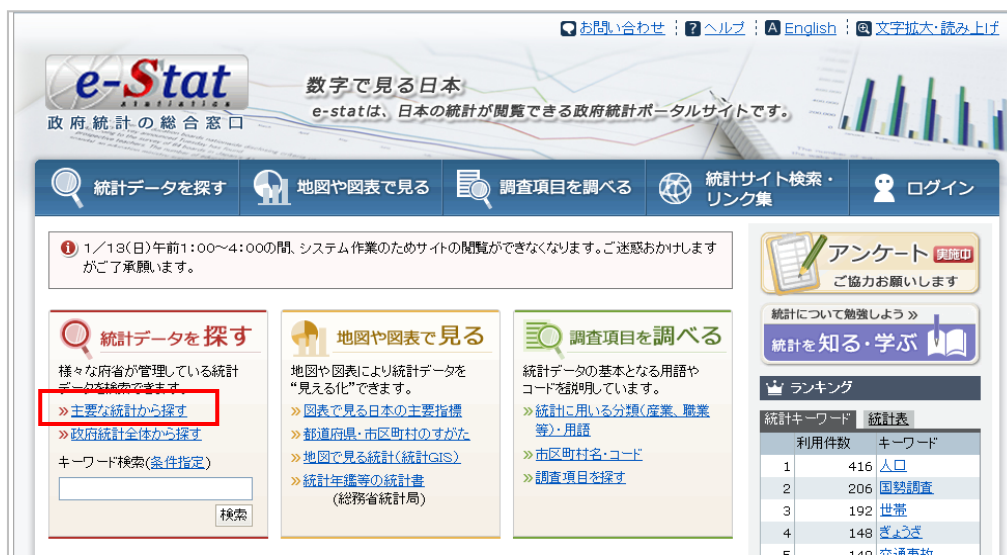 お問い合わせ ヘルプ English 文字拡大・読み上げ
e-Stat
statistics
政府統計の総合窓口
数字で見る日本
e-statは、日本の統計が閲覧できる政府統計ポータルサイトです。
統計データを探す
地図や図表で見る
調査項目を調べる
統計サイト検索・
リンク集
ログイン
1/13(日)午前1:00~4:00の間、システム作業のためサイトの閲覧ができなくなります。ご迷惑おかけします
がご了承願います。
統計データを探す
様々な府省が管理している統計
データを検索できます。
»主要な統計から探す
»政府統計全体から探す
キーワード検索(条件指定)
検索
地図や図表で見る
地図や図表により統計データを
“見える化”できます。
»図表で見る日本の主要指標
»都道府県・市区町村のすがた
»地図で見る統計(統計GIS)
»統計年鑑等の統計書
(総務省統計局)
調査項目を調べる
統計データの基本となる用語や
コードを説明しています。
»統計に用いる分類(産業、職業
等)・用語
»市区町村名・コード
»調査項目を探す
アンケート 実施中
ご協力お願いします
統計について勉強しよう»
統計を知る・学ぶ
ランキング
統計キーワード 統計表
利用件数 キーワード
1 416 人口
2 206 国勢調査
3 192 世帯
4 148 ぎょうざ
5 148 交通事故